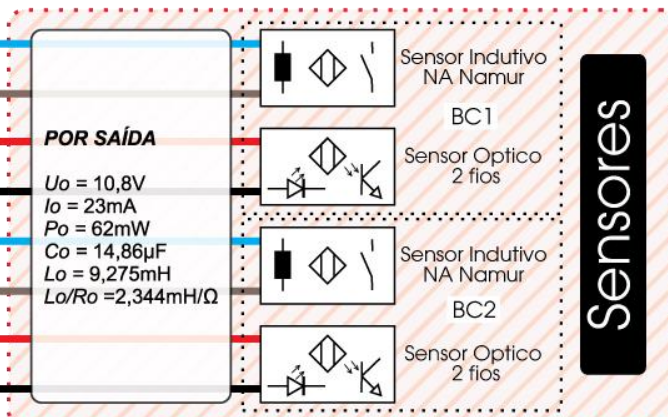 POR SAÍDA
Uo = 10,8V
Io = 23mA
Po = 62mW
Co = 14,86µF
Lo = 9,275mH
Lo/Ro =2,344mH/Ω
Sensor Indutivo
NA Namur
BC1
Sensor Optico
2 fios
Sensor Indutivo
NA Namur
BC2
Sensor Optico
2 fios
Sensores